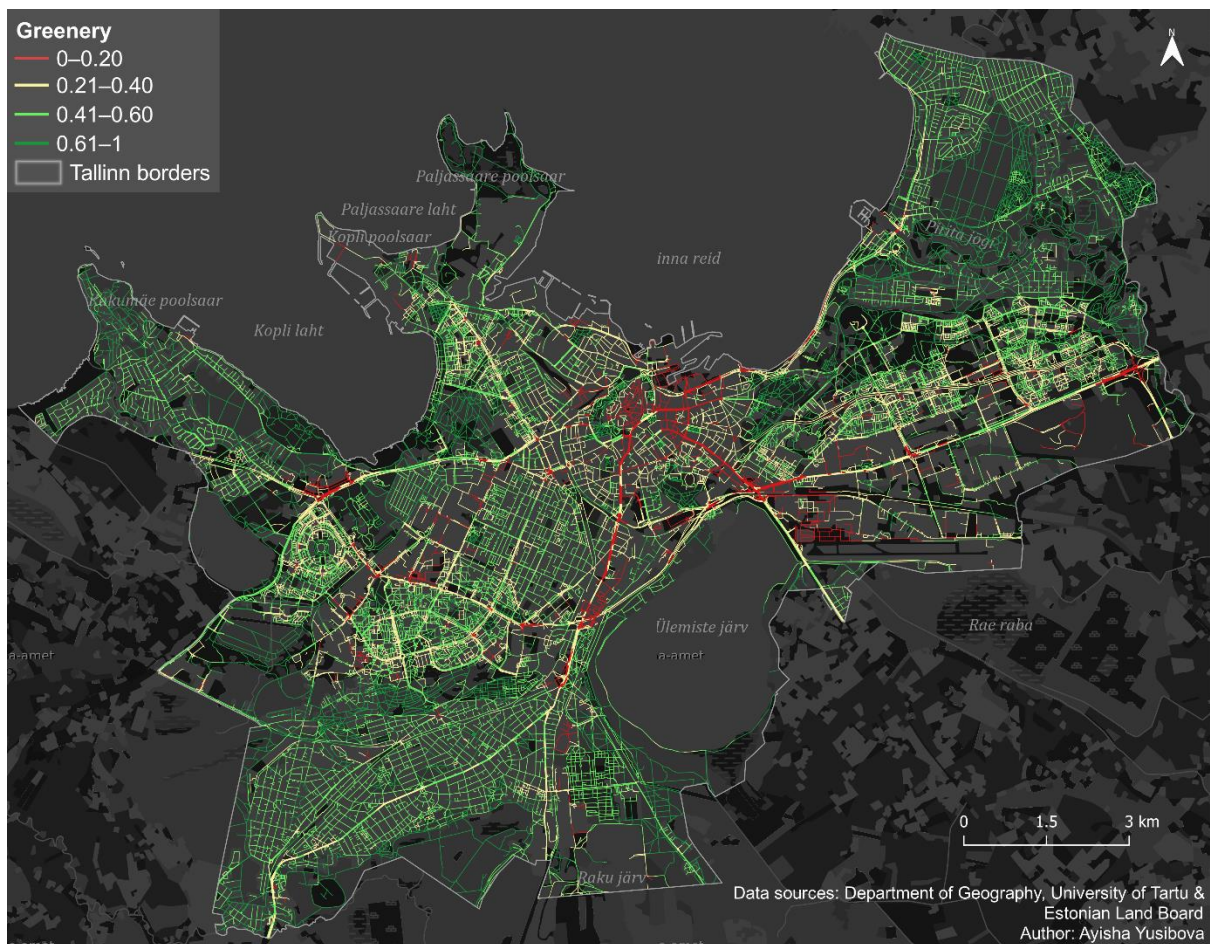 Greenery
0–0.20
0.21–0.40
0.41–0.60
0.61–1
Tallinn borders
N
Paljassaare poolsaar
Paljassaare laht
Kopli poolsaar
Pirita jõgi
inna reid
Kakumäe poolsaar
Kopli laht
Ülemiste järv
Rae raba
a-amet
a-amet
0 1.5 3 km
Raku järv
Data sources: Department of Geography, University of Tartu &
Estonian Land Board
Author: Ayisha Yusibova
a-amet
a-amet